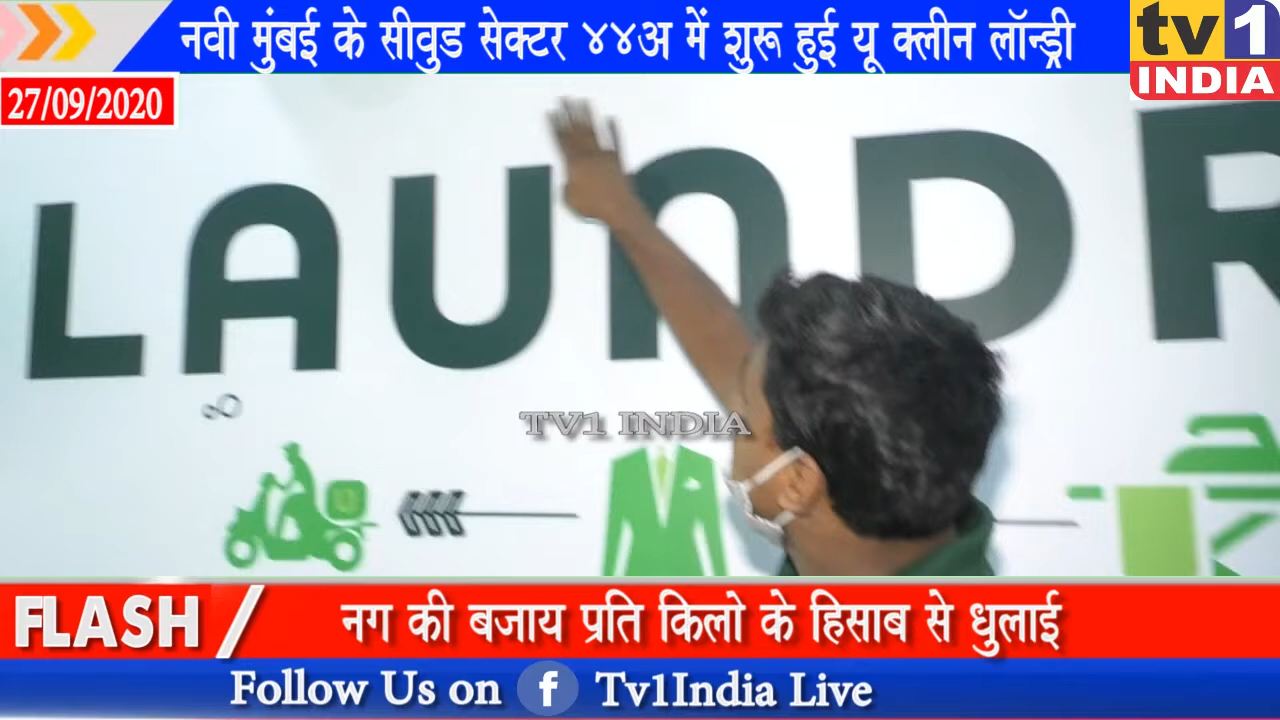 नवी मुंबई के सीवुड सेक्टर ४४अ में शुरू हुई यू क्लीन लॉन्ड्री
tv1
INDIA
27/09/2020
LAUNDR
TV1 INDIA
FLASH/ नग की बजाय प्रति किलो के हिसाब से धुलाई
Follow Us on f Tv1India Live